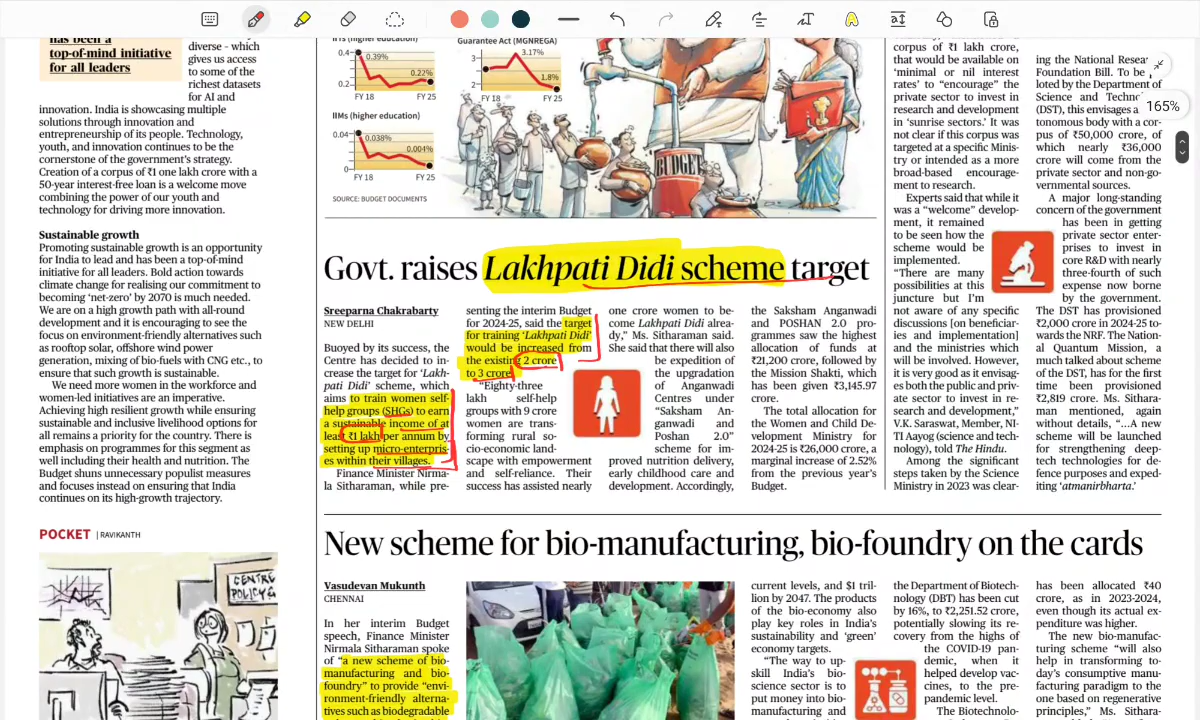 165%
has been a
top-of-mind initiative
for all leaders
diverse - which
gives us access
to some of the
richest datasets
for AI and
innovation. India is showcasing multiple
solutions through innovation and
entrepreneurship of its people. Technology,
youth, and innovation continues to be the
cornerstone of the government's strategy.
Creation of a corpus of ₹1 one lakh crore with a
50-year interest-free loan is a welcome move
combining the power of our youth and
technology for driving more innovation.
Sustainable growth
Promoting sustainable growth is an opportunity
for India to lead and has been a top-of-mind
initiative for all leaders. Bold action towards
climate change for realising our commitment to
becoming 'net-zero' by 2070 is much needed.
We are on a high growth path with all-round
development and it is encouraging to see the
focus on environment-friendly alternatives such
as rooftop solar, offshore wind power
generation, mixing of bio-fuels with CNG etc., to
ensure that such growth is sustainable.
We need more women in the workforce and
women-led initiatives are an imperative.
Achieving high resilient growth while ensuring
sustainable and inclusive livelihood options for
all remains a priority for the country. There is
emphasis on programmes for this segment as
well including their health and nutrition. The
Budget shuns unnecessary populist measures
and focuses instead on ensuring that India
continues on its high-growth trajectory.
POCKET | RAVIKANTH
CENTRE
POLICY
IITs (higher education)
0.4
0.39%
0.22%
0.2
FY 18
FY 25
Guarantee Act (MGNREGA)
3
3.17%
1.8%
2
FY 18
FY 25
IIMs (higher education)
0.04
0.038%
0.004%
0
FY 18
FY 25
SOURCE: BUDGET DOCUMENTS
BUDGET
Govt. raises Lakhpati Didi scheme target
Sreeparna Chakrabarty
NEW DELHI
Buoyed by its success, the
Centre has decided to in-
crease the target for 'Lakh-
pati Didi' scheme, which
aims to train women self-
help groups (SHGs) to earn
a sustainable income of at
least ₹1 lakh per annum by
setting up micro-enterpris-
es within their villages.
Finance Minister Nirma-
la Sitharaman, while pre-
senting the interim Budget
for 2024-25, said the target
for training 'Lakhpati Didi'
would be increased from
the existing 2 crore
to 3 crore.
"Eighty-three
lakh self-help
groups with 9 crore
women are trans-
forming rural so-
cio-economic land-
scape with empowerment
and self-reliance. Their
success has assisted nearly
one crore women to be-
come Lakhpati Didi alrea-
dy," Ms. Sitharaman said.
She said that there will also
be expedition of
the upgradation
of Anganwadi
Centres under
"Saksham An-
ganwadi and
Poshan 2.0"
scheme for im-
proved nutrition delivery,
early childhood care and
development. Accordingly,
the Saksham Anganwadi
and POSHAN 2.0 pro-
grammes saw the highest
allocation of funds at
₹21,200 crore, followed by
the Mission Shakti, which
has been given ₹3,145.97
crore.
The total allocation for
the Women and Child De-
velopment Ministry for
2024-25 is ₹26,000 crore, a
marginal increase of 2.52%
from the previous year's
Budget.
corpus of ₹1 lakh crore,
that would be available on
'minimal or nil interest
rates' to "encourage" the
private sector to invest in
research and development
in 'sunrise sectors.' It was
not clear if this corpus was
targeted at a specific Minis-
try or intended as a more
broad-based encourage-
ment to research.
Experts said that while it
was a "welcome" develop-
ment, it remained
to be seen how the
scheme would be
implemented.
"There are many
possibilities at this
juncture but I'm
not aware of any specific
discussions [on beneficiar-
ies and implementation]
and the ministries which
will be involved. However,
it is very good as it envisag-
es both the public and priv-
ate sector to invest in re-
search and development,"
V.K. Saraswat, Member, NI-
TI Aayog (science and tech-
nology), told The Hindu.
Among the significant
steps taken by the Science
Ministry in 2023 was clear-
ing the National Resear
Foundation Bill. To be
loted by the Department of
Science and Techno
(DST), this envisages a
tonomous body with a cor-
pus of ₹50,000 crore, of
which nearly ₹36,000
crore will come from the
private sector and non-go-
vernmental sources.
A major long-standing
concern of the government
has been in getting
private sector enter-
prises to invest in
core R&D with nearly
three-fourth of such
expense now borne
by the government.
The DST has provisioned
₹2,000 crore in 2024-25 to-
wards the NRF. The Nation-
al Quantum Mission, a
much talked about scheme
of the DST, has for the first
time been provisioned
₹2,819 crore. Ms. Sithara-
man mentioned, again
without details, "…A new
scheme will be launched
for strengthening deep-
tech technologies for de-
fence purposes and exped-
iting 'atmanirbharta.'
New scheme for bio-manufacturing, bio-foundry on the cards
Vasudevan Mukunth
CHENNAI
In her interim Budget
speech, Finance Minister
Nirmala Sitharaman spoke
of "a new scheme of bio-
manufacturing and bio-
foundry" to provide "envi-
ronment-friendly alterna-
tives such as biodegradable
current levels, and $1 tril-
lion by 2047. The products
of the bio-economy also
play key roles in India's
sustainability and 'green'
economy targets.
"The way to up-
skill India's bio-
science sector is to
put money into bio-
manufacturing and
the Department of Biotech-
nology (DBT) has been cut
by 16%, to ₹2,251.52 crore,
potentially slowing its re-
covery from the highs of
the COVID-19 pan-
demic, when it
helped develop vac-
cines, to the pre-
pandemic level.
The Biotechnolo-
has been allocated ₹40
crore, as in 2023-2024,
even though its actual ex-
penditure was higher.
The new bio-manufac-
turing scheme "will also
help in transforming to-
day's consumptive manu-
facturing paradigm to the
one based on regenerative
principles," Ms. Sithara-